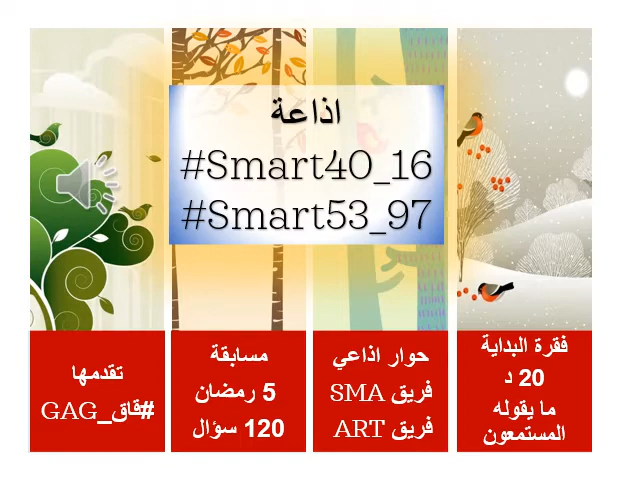 اذاعة
#Smart40_16
#Smart53_97
فقرة البداية
20 د
ما يقوله
المستمعون
حوار اذاعي
فريق SMA
فريق ART
مسابقة
5 رمضان
120 سؤال
تقدمها
#قاق_GAG